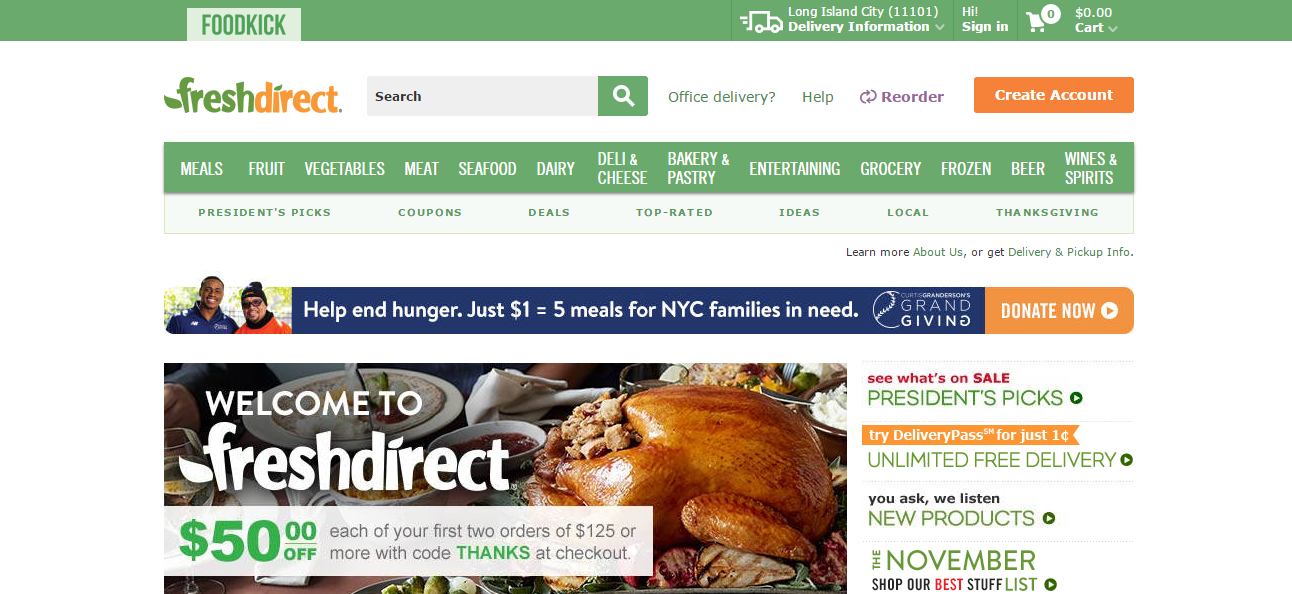 FOODKICK
Long Island City (11101)
Delivery Information
Hi!
Sign in
0
$0.00
Cart
freshdirect.
Search
Office delivery?
Help
Reorder
Create Account
MEALS
FRUIT
VEGETABLES
MEAT
SEAFOOD
DAIRY
DELI &
CHEESE
BAKERY &
PASTRY
ENTERTAINING
GROCERY
FROZEN
BEER
WINES &
SPIRITS
PRESIDENT'S PICKS
COUPONS
DEALS
TOP-RATED
IDEAS
LOCAL
THANKSGIVING
Learn more About Us, or get Delivery & Pickup Info.
Help end hunger. Just $1 = 5 meals for NYC families in need.
CURTIS GRANDERSON'S
GRAND
GIVING
DONATE NOW
WELCOME TO
freshdirect
$50 00 OFF
each of your first two orders of $125 or
more with code THANKS at checkout.
see what's on SALE
PRESIDENT'S PICKS
try DeliveryPass℠ for just 1¢
UNLIMITED FREE DELIVERY
you ask, we listen
NEW PRODUCTS
THE NOVEMBER
SHOP OUR BEST STUFF LIST